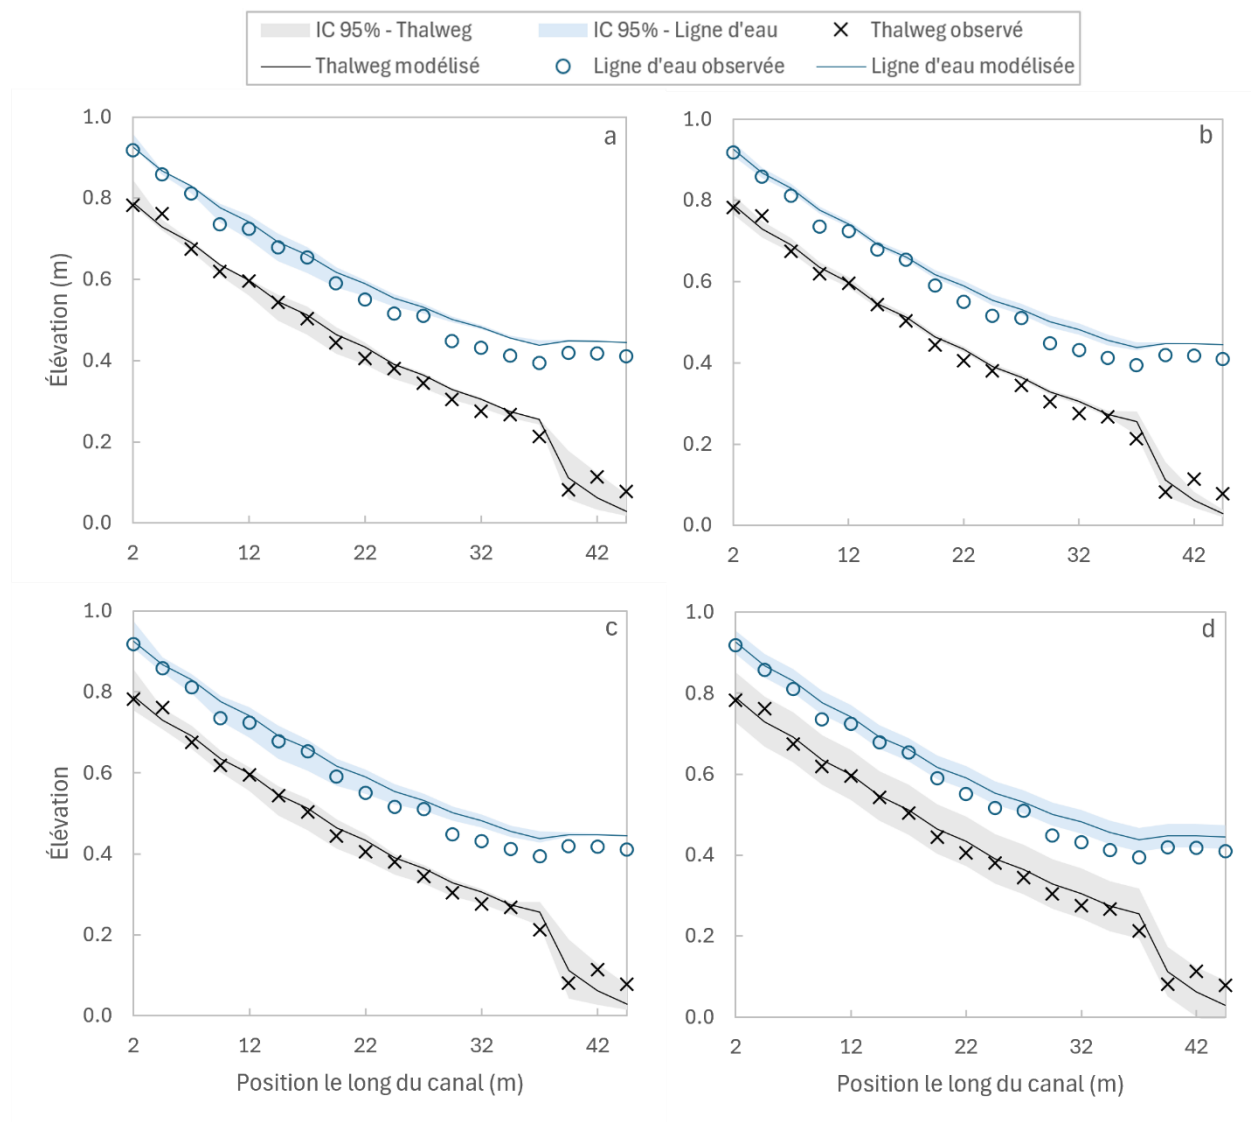 IC 95% - Thalweg IC 95% - Ligne d'eau Thalweg observé
Thalweg modélisé Ligne d'eau observée Ligne d'eau modélisée
a
1.0
0.8
0.6
0.4
0.2
0.0
2 12 22 32 42
Élévation (m)
b
1.0
0.8
0.6
0.4
0.2
0.0
2 12 22 32 42
c
1.0
0.8
0.6
0.4
0.2
0.0
2 12 22 32 42
Élévation
Position le long du canal (m)
d
1.0
0.8
0.6
0.4
0.2
0.0
2 12 22 32 42
Position le long du canal (m)